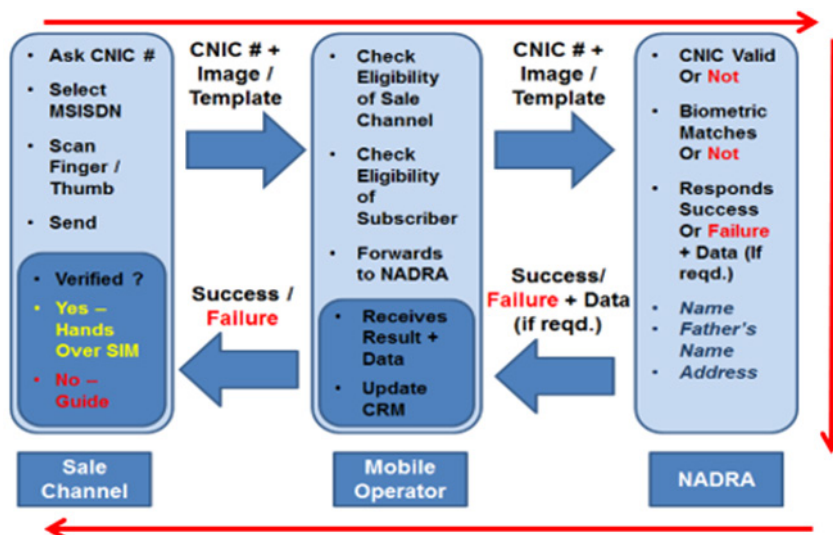 • Ask CNIC #
• Select
MSISDN
• Scan
Finger /
Thumb
• Send
• Verified ?
• Yes –
Hands
Over SIM
• No –
Guide
Sale
Channel
CNIC # +
Image /
Template
Success /
Failure
• Check
Eligibility
of Sale
Channel
• Check
Eligibility
of
Subscriber
• Forwards
to NADRA
• Receives
Result +
Data
• Update
CRM
Mobile
Operator
CNIC # +
Image /
Template
Success/
Failure + Data
(if reqd.)
• CNIC Valid
Or Not
• Biometric
Matches
Or Not
• Responds
Success
Or Failure
+ Data (If
reqd.)
• Name
• Father's
Name
• Address
NADRA